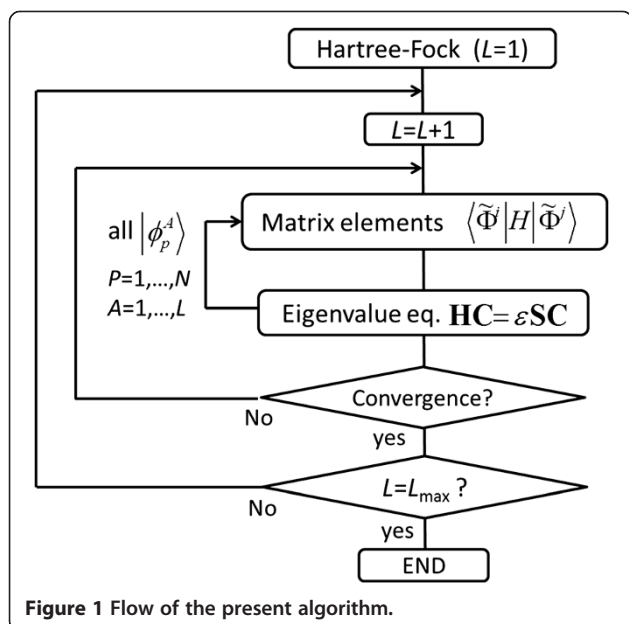 Hartree-Fock (L=1)
L=L+1
all |ϕ_p^A⟩
P=1,...,N
A=1,...,L
Matrix elements ⟨Φ̃^i|H|Φ̃^j⟩
Eigenvalue eq. HC=εSC
Convergence?
No
yes
L=L_max ?
No
yes
END
Figure 1 Flow of the present algorithm.